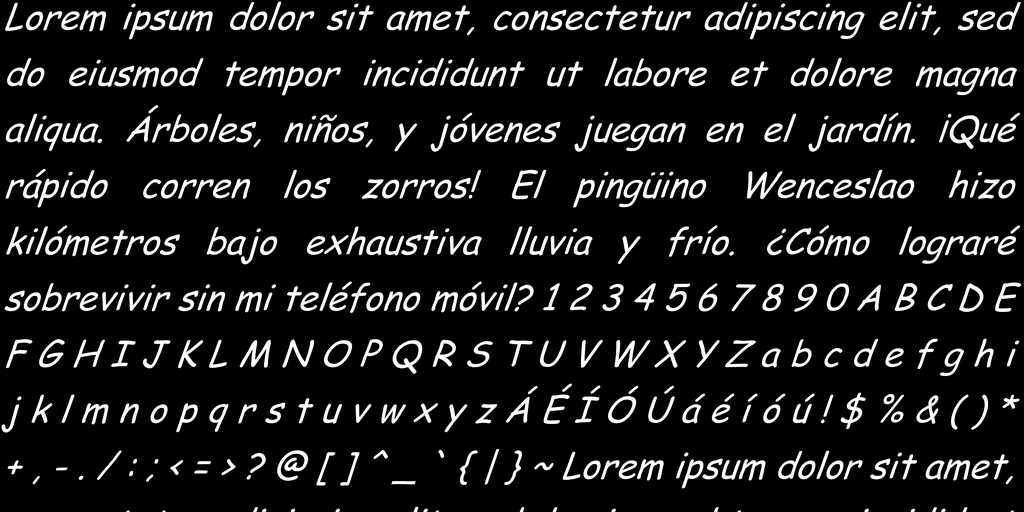 Lorem ipsum dolor sit amet, consectetur adipiscing elit, sed
do eiusmod tempor incididunt ut labore et dolore magna
aliqua. Árboles, niños, y jóvenes juegan en el jardín. ¡Qué
rápido corren los zorros! El pingüino Wenceslao hizo
kilómetros bajo exhaustiva lluvia y frío. ¿Cómo lograré
sobrevivir sin mi teléfono móvil? 1 2 3 4 5 6 7 8 9 0 A B C D E
F G H I J K L M N O P Q R S T U V W X Y Z a b c d e f g h i
j k l m n o p q r s t u v w x y z Á É Í Ó Ú á é í ó ú ! $ % & ( ) *
+ , - . / : ; < = > ? @ [ ] ^ _ ` { | } ~ Lorem ipsum dolor sit amet,